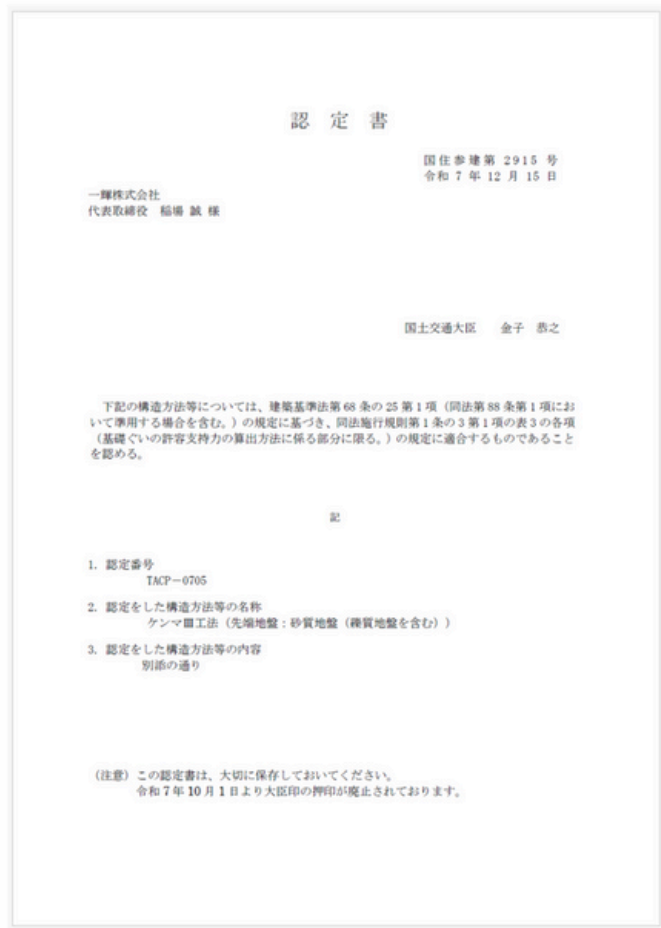 認 定 書
国住参建第 2915 号
令和 7 年 12 月 15 日
一輝株式会社
代表取締役　稲場 誠 様
国土交通大臣　　金子　恭之
下記の構造方法等については、建築基準法第 68 条の 25 第 1 項（同法第 88 条第 1 項にお
いて準用する場合を含む。）の規定に基づき、同法施行規則第 1 条の 3 第 1 項の表 3 の各項
（基礎ぐいの許容支持力の算出方法に係る部分に限る。）の規定に適合するものであること
を認める。
記
1. 認定番号
TACP－0705
2. 認定をした構造方法等の名称
ケンマⅢ工法（先端地盤：砂質地盤（礫質地盤を含む））
3. 認定をした構造方法等の内容
別添の通り
（注意）この認定書は、大切に保存しておいてください。
令和 7 年 10 月 1 日より大臣印の押印が廃止されております。